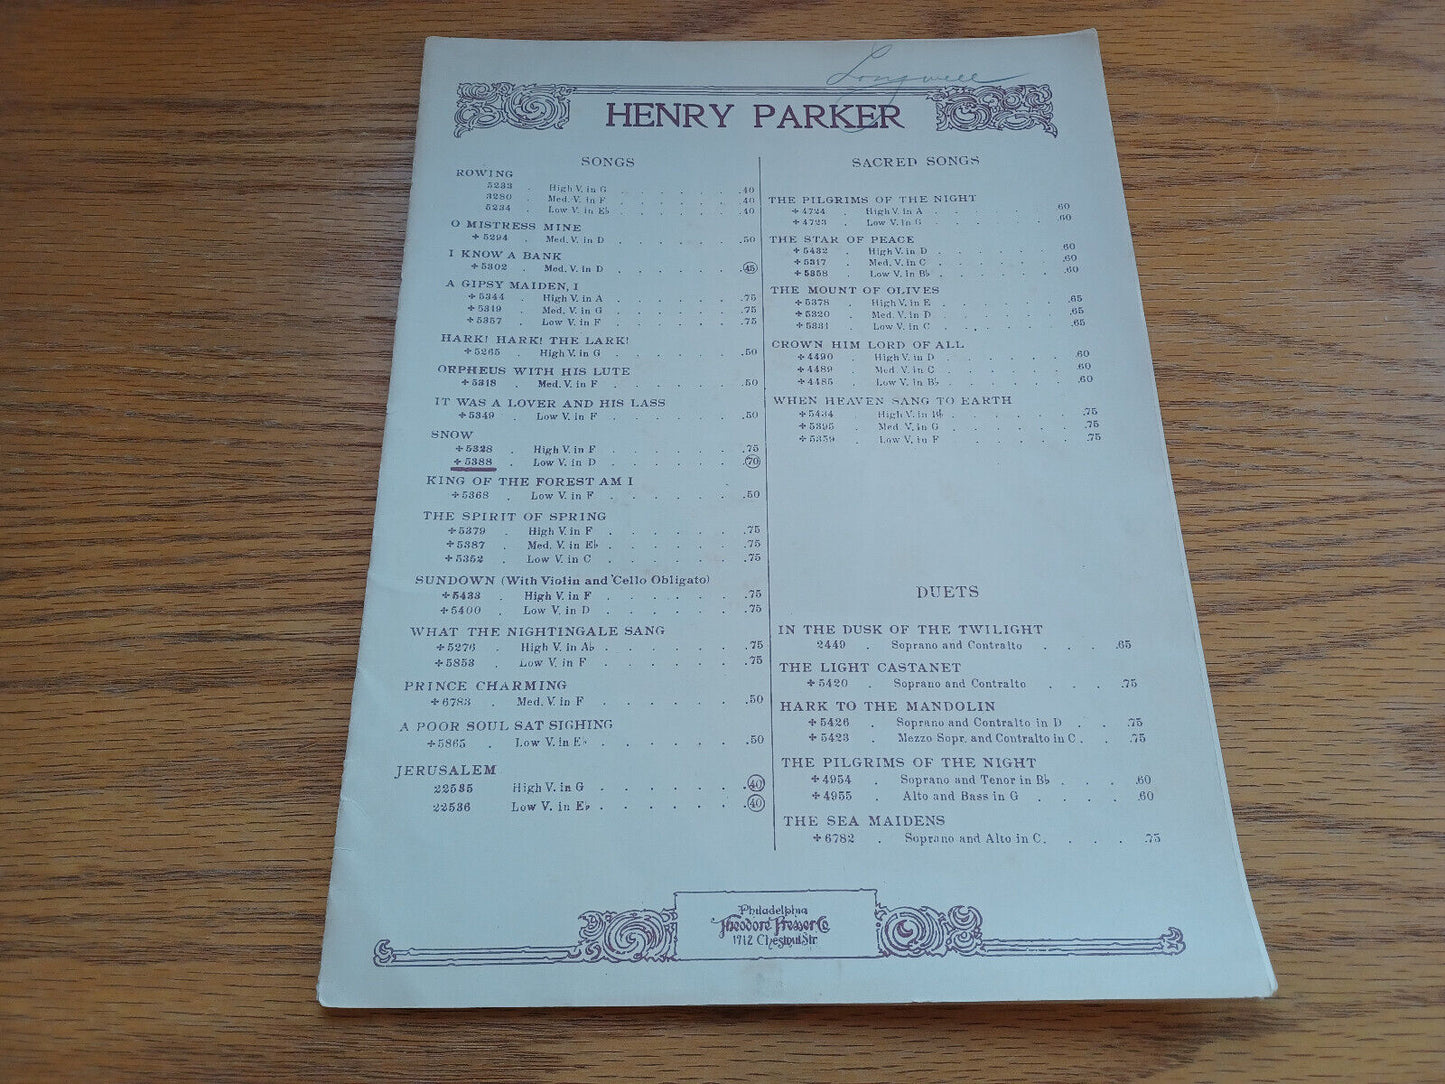 Longwell
HENRY PARKER
SONGS
ROWING
5233 . High V. in G . . . . . . .40
3280 . Med. V. in F . . . . . . .40
5234 . Low V. in E♭ . . . . . . .40
O MISTRESS MINE
+ 5294 . Med. V. in D . . . . . . .50
I KNOW A BANK
+ 5302 . Med. V. in D . . . . . . .45
A GIPSY MAIDEN, I
+ 5344 . High V. in A . . . . . . .75
+ 5319 . Med. V. in G . . . . . . .75
+ 5357 . Low V. in F . . . . . . .75
HARK! HARK! THE LARK!
+ 5265 . High V. in G . . . . . . .50
ORPHEUS WITH HIS LUTE
+ 5318 . Med. V. in F . . . . . . .50
IT WAS A LOVER AND HIS LASS
+ 5349 . Low V. in F . . . . . . .50
SNOW
+ 5328 . High V. in F . . . . . . .75
+ 5388 . Low V. in D . . . . . . .70
KING OF THE FOREST AM I
+ 5368 . Low V. in F . . . . . . .50
THE SPIRIT OF SPRING
+ 5379 . High V. in F . . . . . . .75
+ 5387 . Med. V. in E♭ . . . . . . .75
+ 5352 . Low V. in C . . . . . . .75
SUNDOWN (With Violin and 'Cello Obligato)
+ 5433 . High V. in F . . . . . . .75
+ 5400 . Low V. in D . . . . . . .75
WHAT THE NIGHTINGALE SANG
+ 5276 . High V. in A♭ . . . . . . .75
+ 5853 . Low V. in F . . . . . . .75
PRINCE CHARMING
+ 6783 . Med. V. in F . . . . . . .50
A POOR SOUL SAT SIGHING
+ 5865 . Low V. in E♭ . . . . . . .50
JERUSALEM
22535 High V. in G . . . . . . .40
22536 Low V. in E♭ . . . . . . .40
SACRED SONGS
THE PILGRIMS OF THE NIGHT
+ 4724 . High V. in A . . . . . . .60
+ 4723 . Low V. in G . . . . . . .60
THE STAR OF PEACE
+ 5432 . High V. in D . . . . . . .60
+ 5317 . Med. V. in C . . . . . . .60
+ 5358 . Low V. in B♭ . . . . . . .60
THE MOUNT OF OLIVES
+ 5378 . High V. in E . . . . . . .65
+ 5320 . Med. V. in D . . . . . . .65
+ 5331 . Low V. in C . . . . . . .65
CROWN HIM LORD OF ALL
+ 4490 . High V. in D . . . . . . .60
+ 4489 . Med. V. in C . . . . . . .60
+ 4485 . Low V. in B♭ . . . . . . .60
WHEN HEAVEN SANG TO EARTH
+ 5434 . High V. in B♭ . . . . . . .75
+ 5395 . Med. V. in G . . . . . . .75
+ 5359 . Low V. in F . . . . . . .75
DUETS
IN THE DUSK OF THE TWILIGHT
2449 . Soprano and Contralto . . . .65
THE LIGHT CASTANET
+ 5420 . Soprano and Contralto . . . .75
HARK TO THE MANDOLIN
+ 5426 . Soprano and Contralto in D . . .75
+ 5423 . Mezzo Sopr. and Contralto in C . . .75
THE PILGRIMS OF THE NIGHT
+ 4954 . Soprano and Tenor in B♭ . . . .60
+ 4955 . Alto and Bass in G . . . . .60
THE SEA MAIDENS
+ 6782 . Soprano and Alto in C . . . . .75
Philadelphia
Theodore Presser Co.
1712 Chestnut Str.